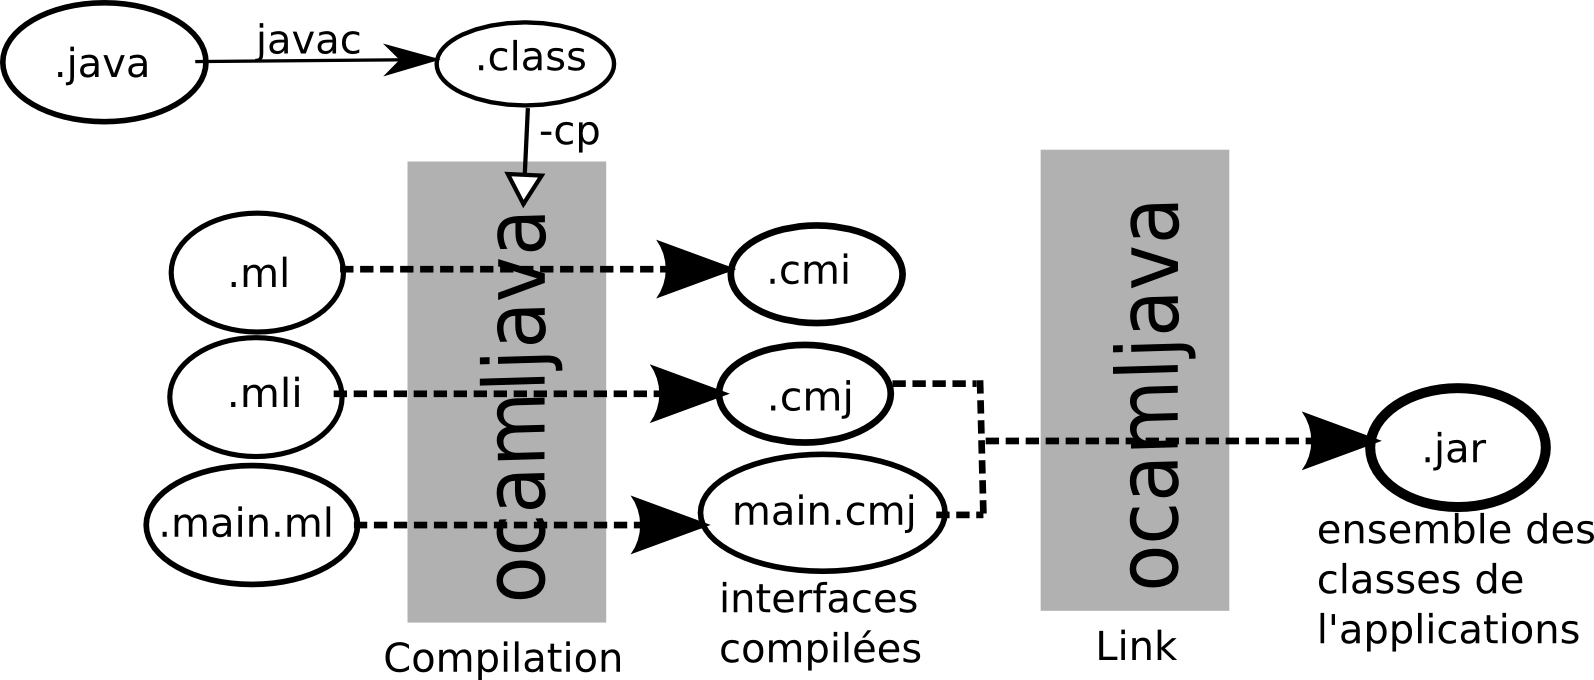 .java
javac
.class
-cp
.ml
.mli
.main.ml
ocamljava
Compilation
.cmi
.cmj
main.cmj
interfaces
compilées
ocamljava
Link
.jar
ensemble des
classes de
l'applications